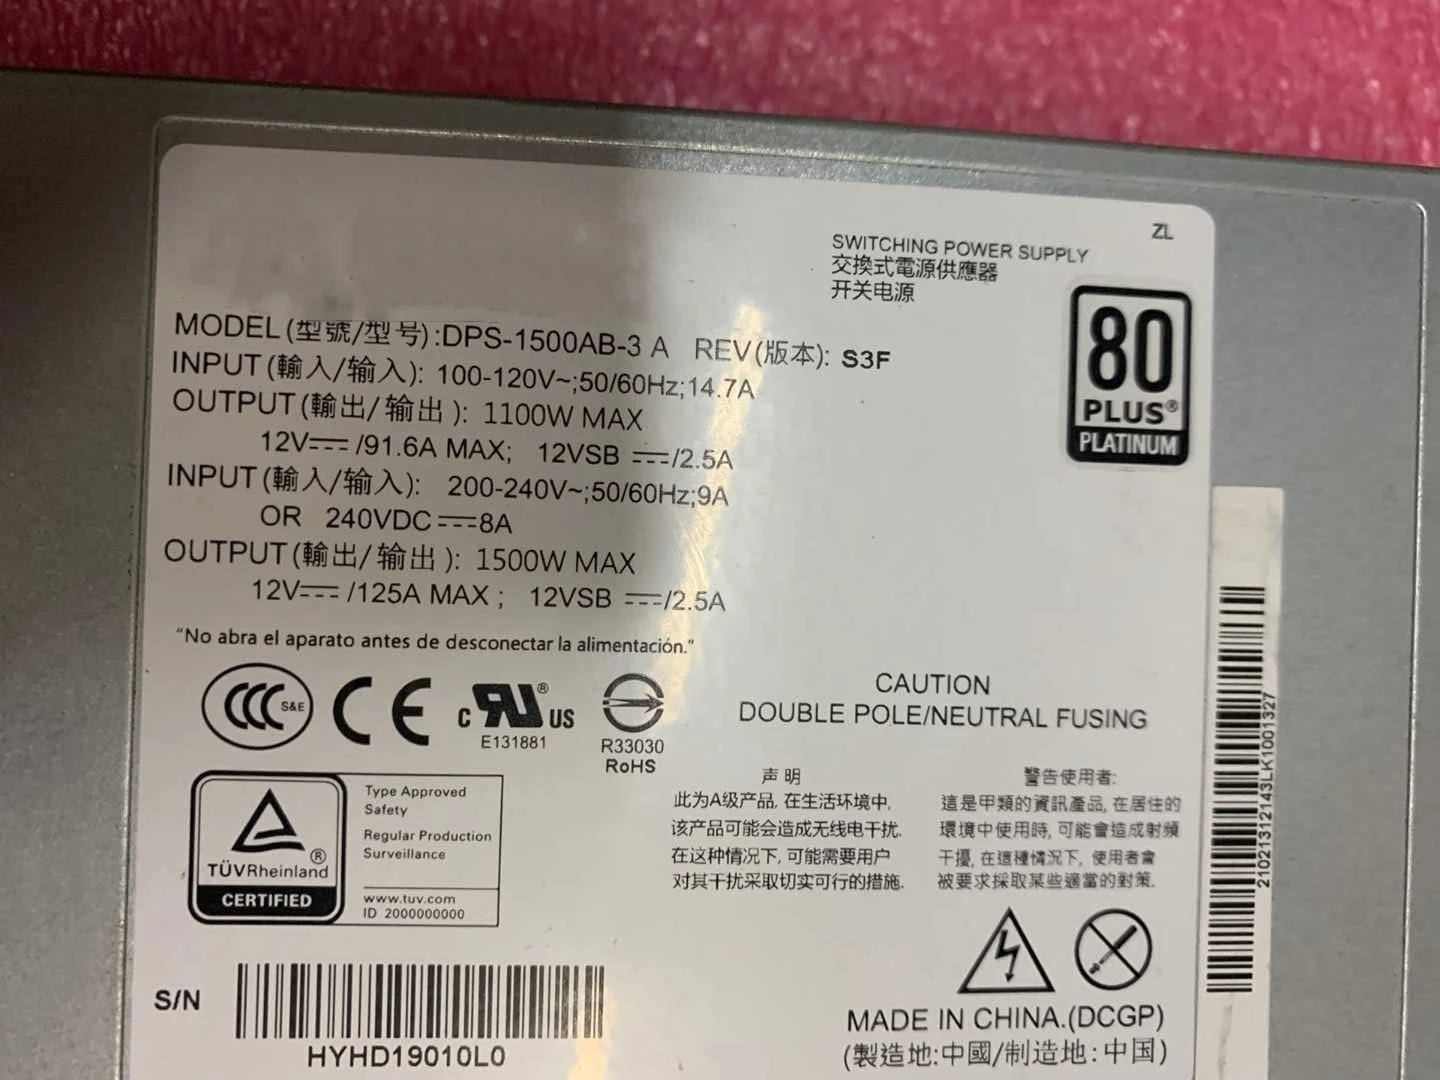 ZL
SWITCHING POWER SUPPLY
交換式電源供應器
开关电源
MODEL(型號/型号):DPS-1500AB-3 A REV(版本): S3F
INPUT(輸入/输入): 100-120V~;50/60Hz;14.7A
OUTPUT(輸出/输出): 1100W MAX
12V⎓/91.6A MAX; 12VSB ⎓/2.5A
INPUT(輸入/输入): 200-240V~;50/60Hz;9A
OR 240VDC⎓8A
OUTPUT(輸出/输出): 1500W MAX
12V⎓/125A MAX; 12VSB ⎓/2.5A
80
PLUS®
PLATINUM
"No abra el aparato antes de desconectar la alimentación."
CCC S&E
CE
c RU® US
E131881
R33030
RoHS
CAUTION
DOUBLE POLE/NEUTRAL FUSING
TÜVRheinland®
CERTIFIED
Type Approved
Safety
Regular Production
Surveillance
www.tuv.com
ID 2000000000
声明
此为A级产品, 在生活环境中,
该产品可能会造成无线电干扰.
在这种情况下, 可能需要用户
对其干扰采取切实可行的措施.
警告使用者:
這是甲類的資訊產品, 在居住的
環境中使用時, 可能會造成射頻
干擾, 在這種情況下, 使用者會
被要求採取某些適當的對策.
S/N
HYHD19010L0
MADE IN CHINA.(DCGP)
(製造地:中國/制造地:中国)
21021312143LK1001327